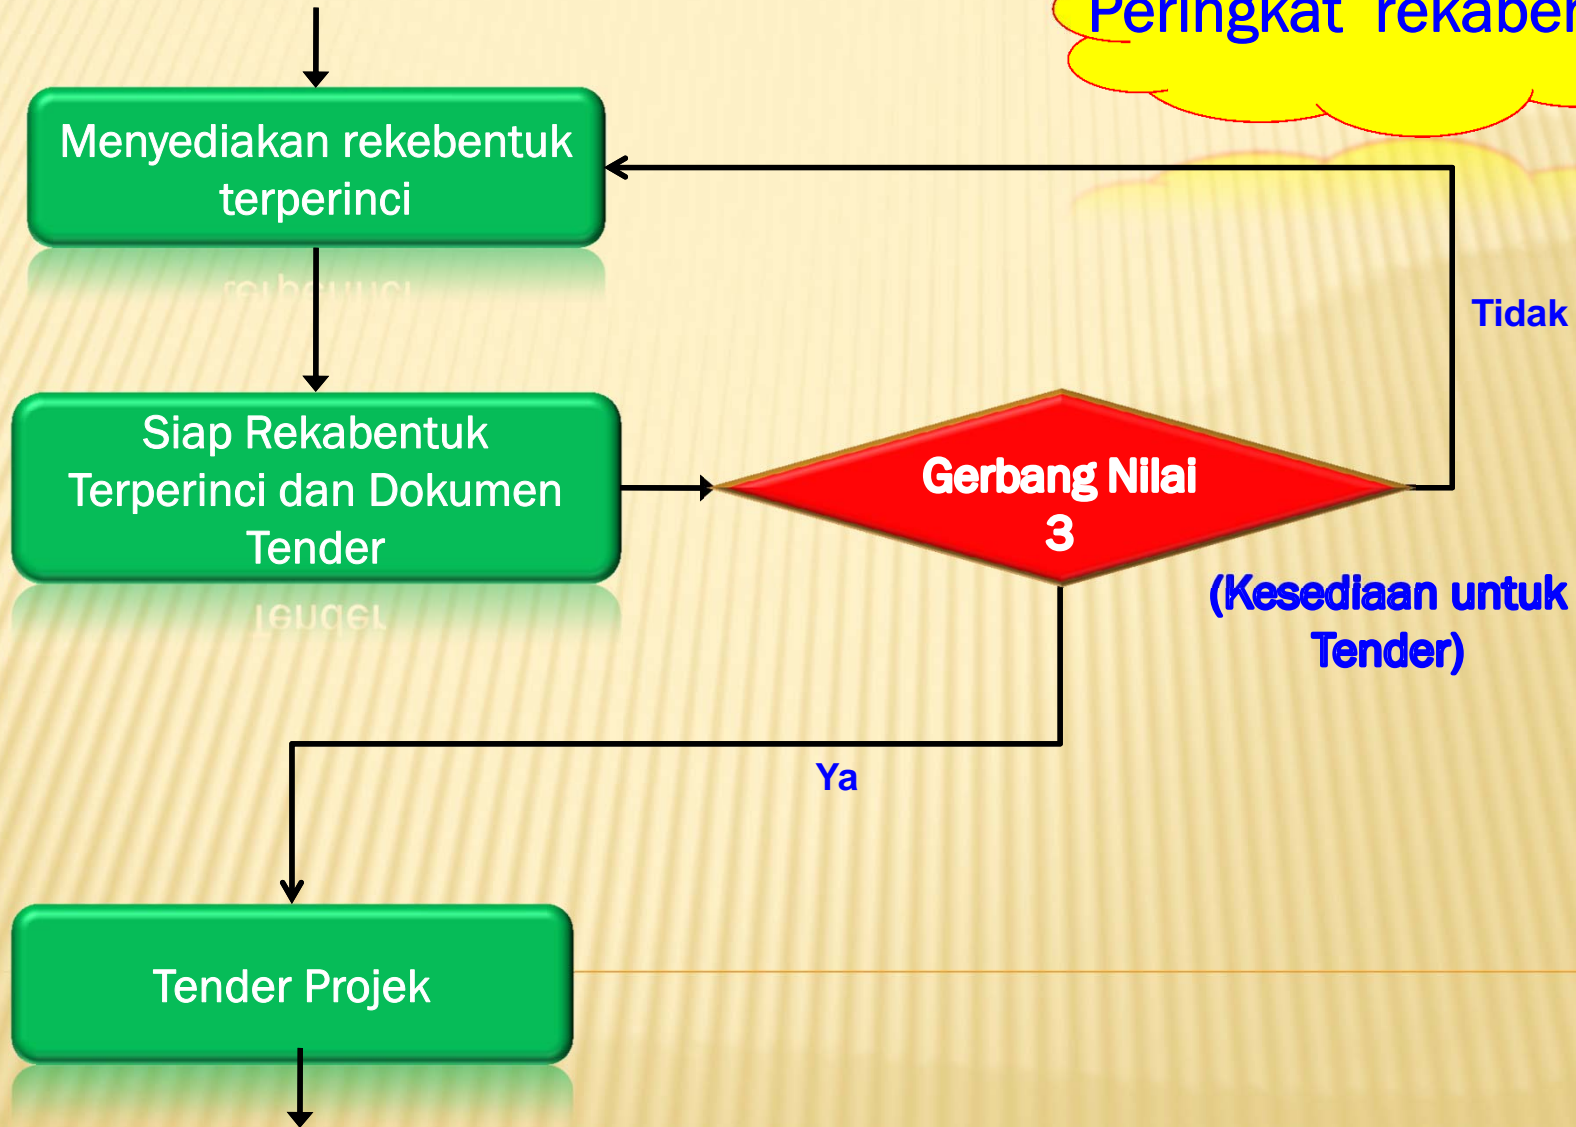 Peringkat
Menyediakan rekebentuk
terperinci
Tidak
Siap Rekabentuk
Terperinci dan Dokumen
Tender
Gerbang Nilai
3
(Kesediaan untuk
Tender)
Ya
Tender Projek